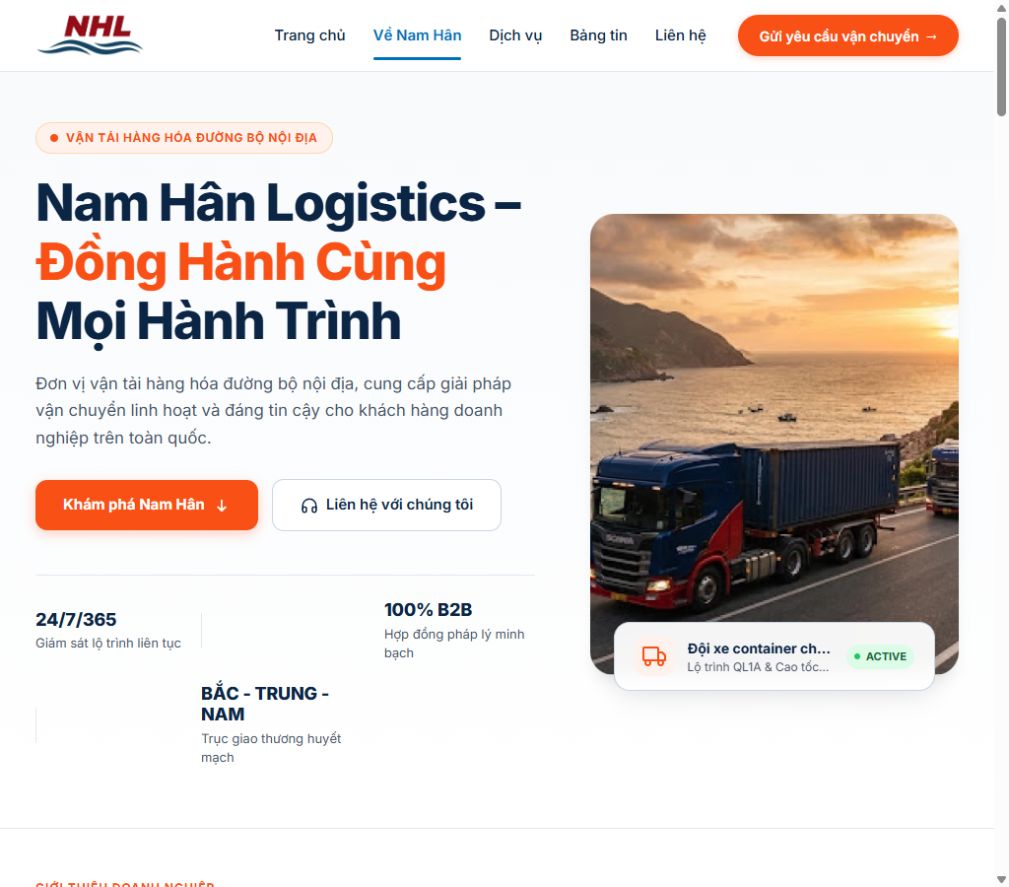 NHL
Trang chủ
Về Nam Hân
Dịch vụ
Bảng tin
Liên hệ
Gửi yêu cầu vận chuyển →
VẬN TẢI HÀNG HÓA ĐƯỜNG BỘ NỘI ĐỊA
Nam Hân Logistics –
Đồng Hành Cùng
Mọi Hành Trình
Đơn vị vận tải hàng hóa đường bộ nội địa, cung cấp giải pháp
vận chuyển linh hoạt và đáng tin cậy cho khách hàng doanh
nghiệp trên toàn quốc.
Khám phá Nam Hân ↓
Liên hệ với chúng tôi
24/7/365
Giám sát lộ trình liên tục
100% B2B
Hợp đồng pháp lý minh
bạch
BẮC - TRUNG -
NAM
Trục giao thương huyết
mạch
SCANIA
Đội xe container ch...
Lộ trình QL1A & Cao tốc...
ACTIVE
GIỚI THIỆU DOANH NGHIỆP